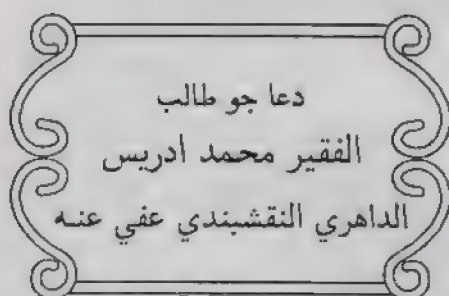 دعا جو طالب
الفقير محمد ادريس
الداهري النقشبندي عفي عنه